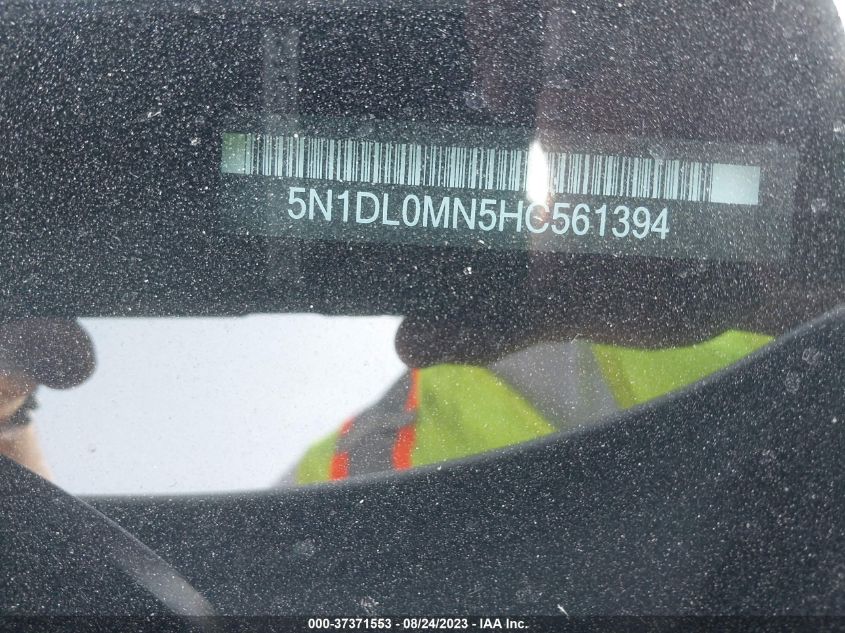 5N1DL0MN5HC561394
000-37371553 - 08/24/2023 - IAA Inc.